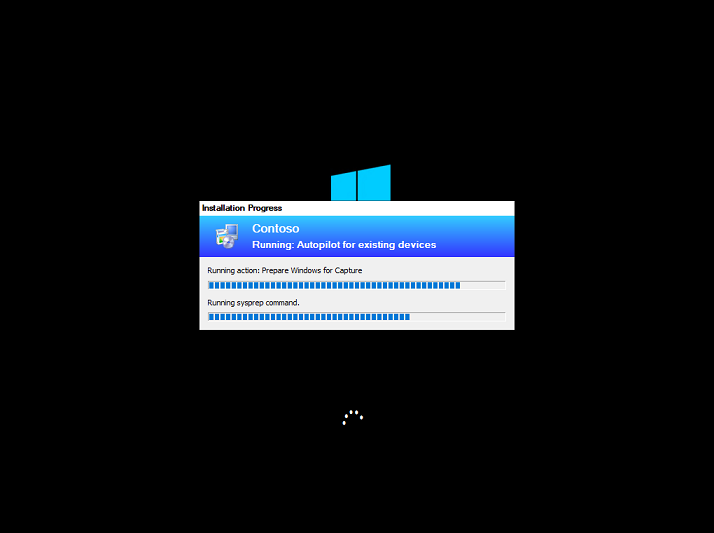 Installation Progress
Contoso
Running: Autopilot for existing devices
Running action: Prepare Windows for Capture
Running sysprep command.